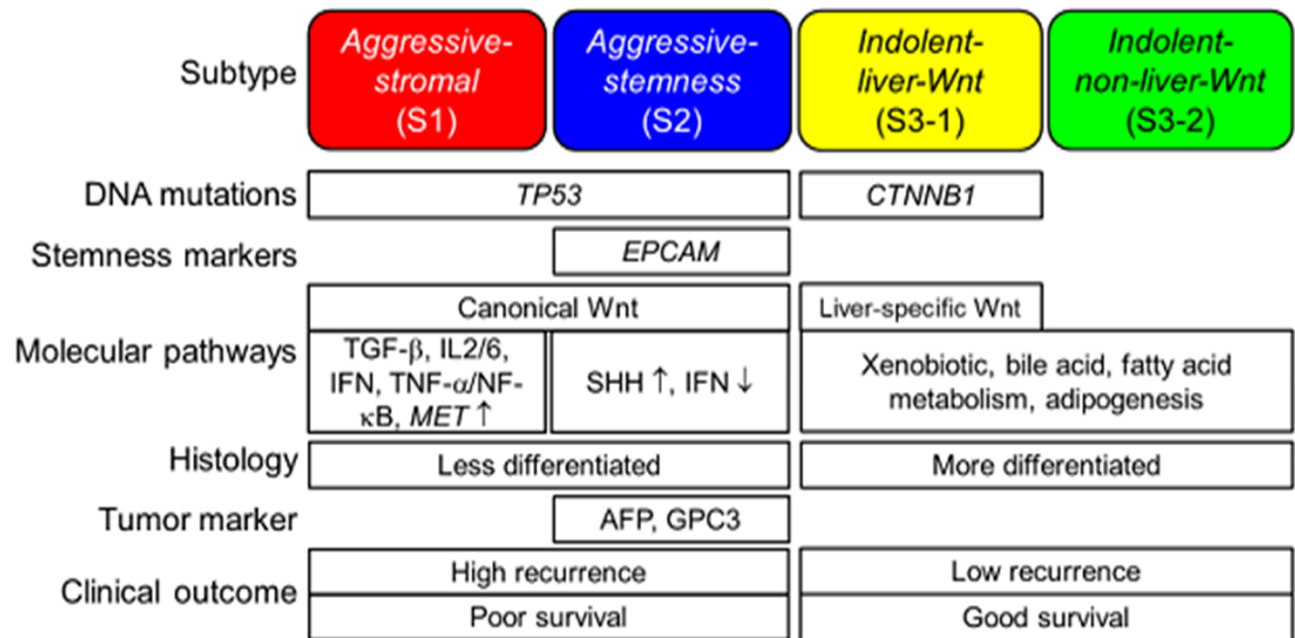 Subtype
Aggressive-
stromal
(S1)
Aggressive-
stemness
(S2)
Indolent-
liver-Wnt
(S3-1)
Indolent-
non-liver-Wnt
(S3-2)
DNA mutations
TP53
CTNNB1
Stemness markers
EPCAM
Molecular pathways
Canonical Wnt
Liver-specific Wnt
TGF-β, IL2/6,
IFN, TNF-α/NF-
κB, MET ↑
SHH ↑, IFN ↓
Xenobiotic, bile acid, fatty acid
metabolism, adipogenesis
Histology
Less differentiated
More differentiated
Tumor marker
AFP, GPC3
Clinical outcome
High recurrence
Low recurrence
Poor survival
Good survival